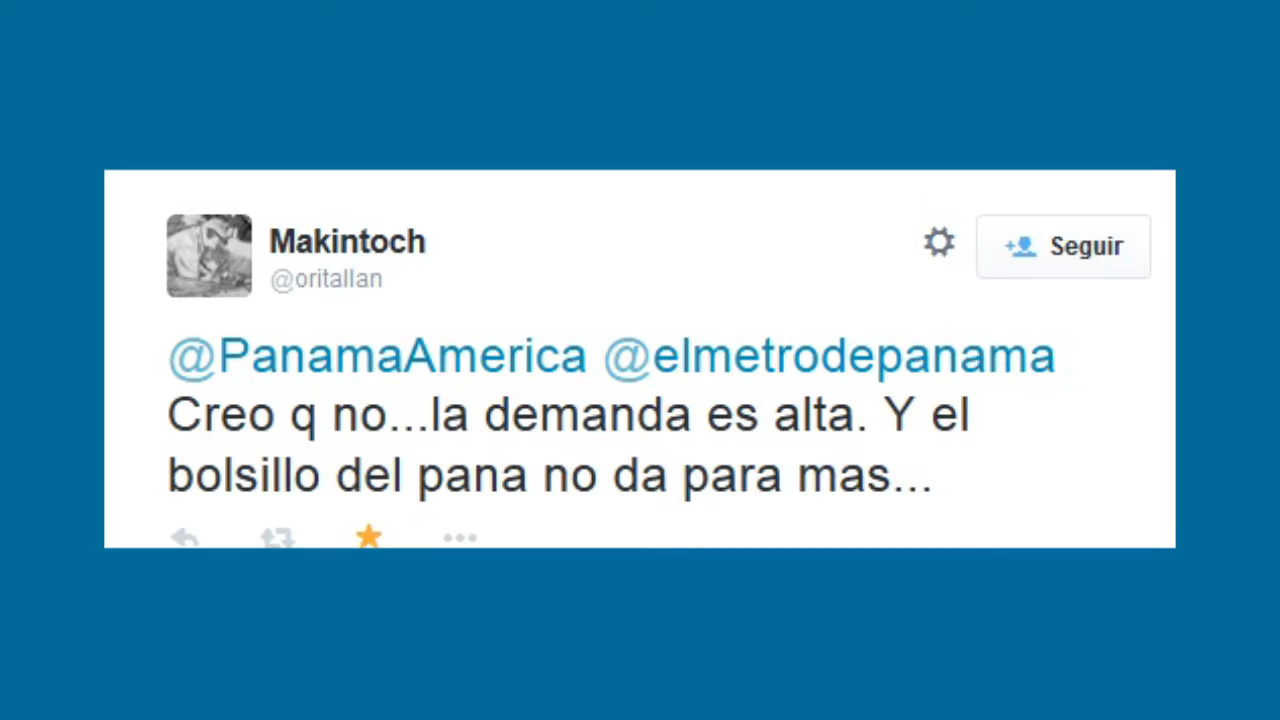 Makintoch
@oritallan
Seguir
@PanamaAmerica @elmetrodepanama
Creo q no...la demanda es alta. Y el
bolsillo del pana no da para mas...